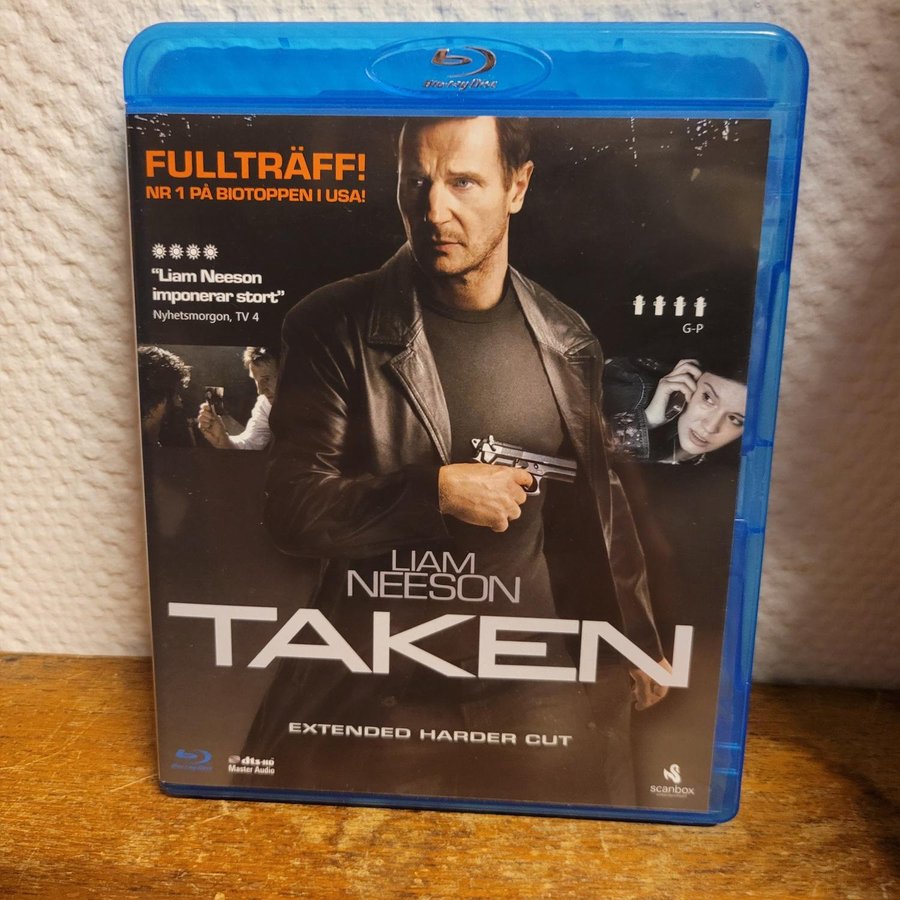 Blu-ray Disc
FULLTRÄFF!
NR 1 PÅ BIOTOPPEN I USA!
"Liam Neeson
imponerar stort"
Nyhetsmorgon, TV 4
G-P
LIAM
NEESON
TAKEN
EXTENDED HARDER CUT
Blu-ray Disc
dts-HD
Master Audio
scanbox